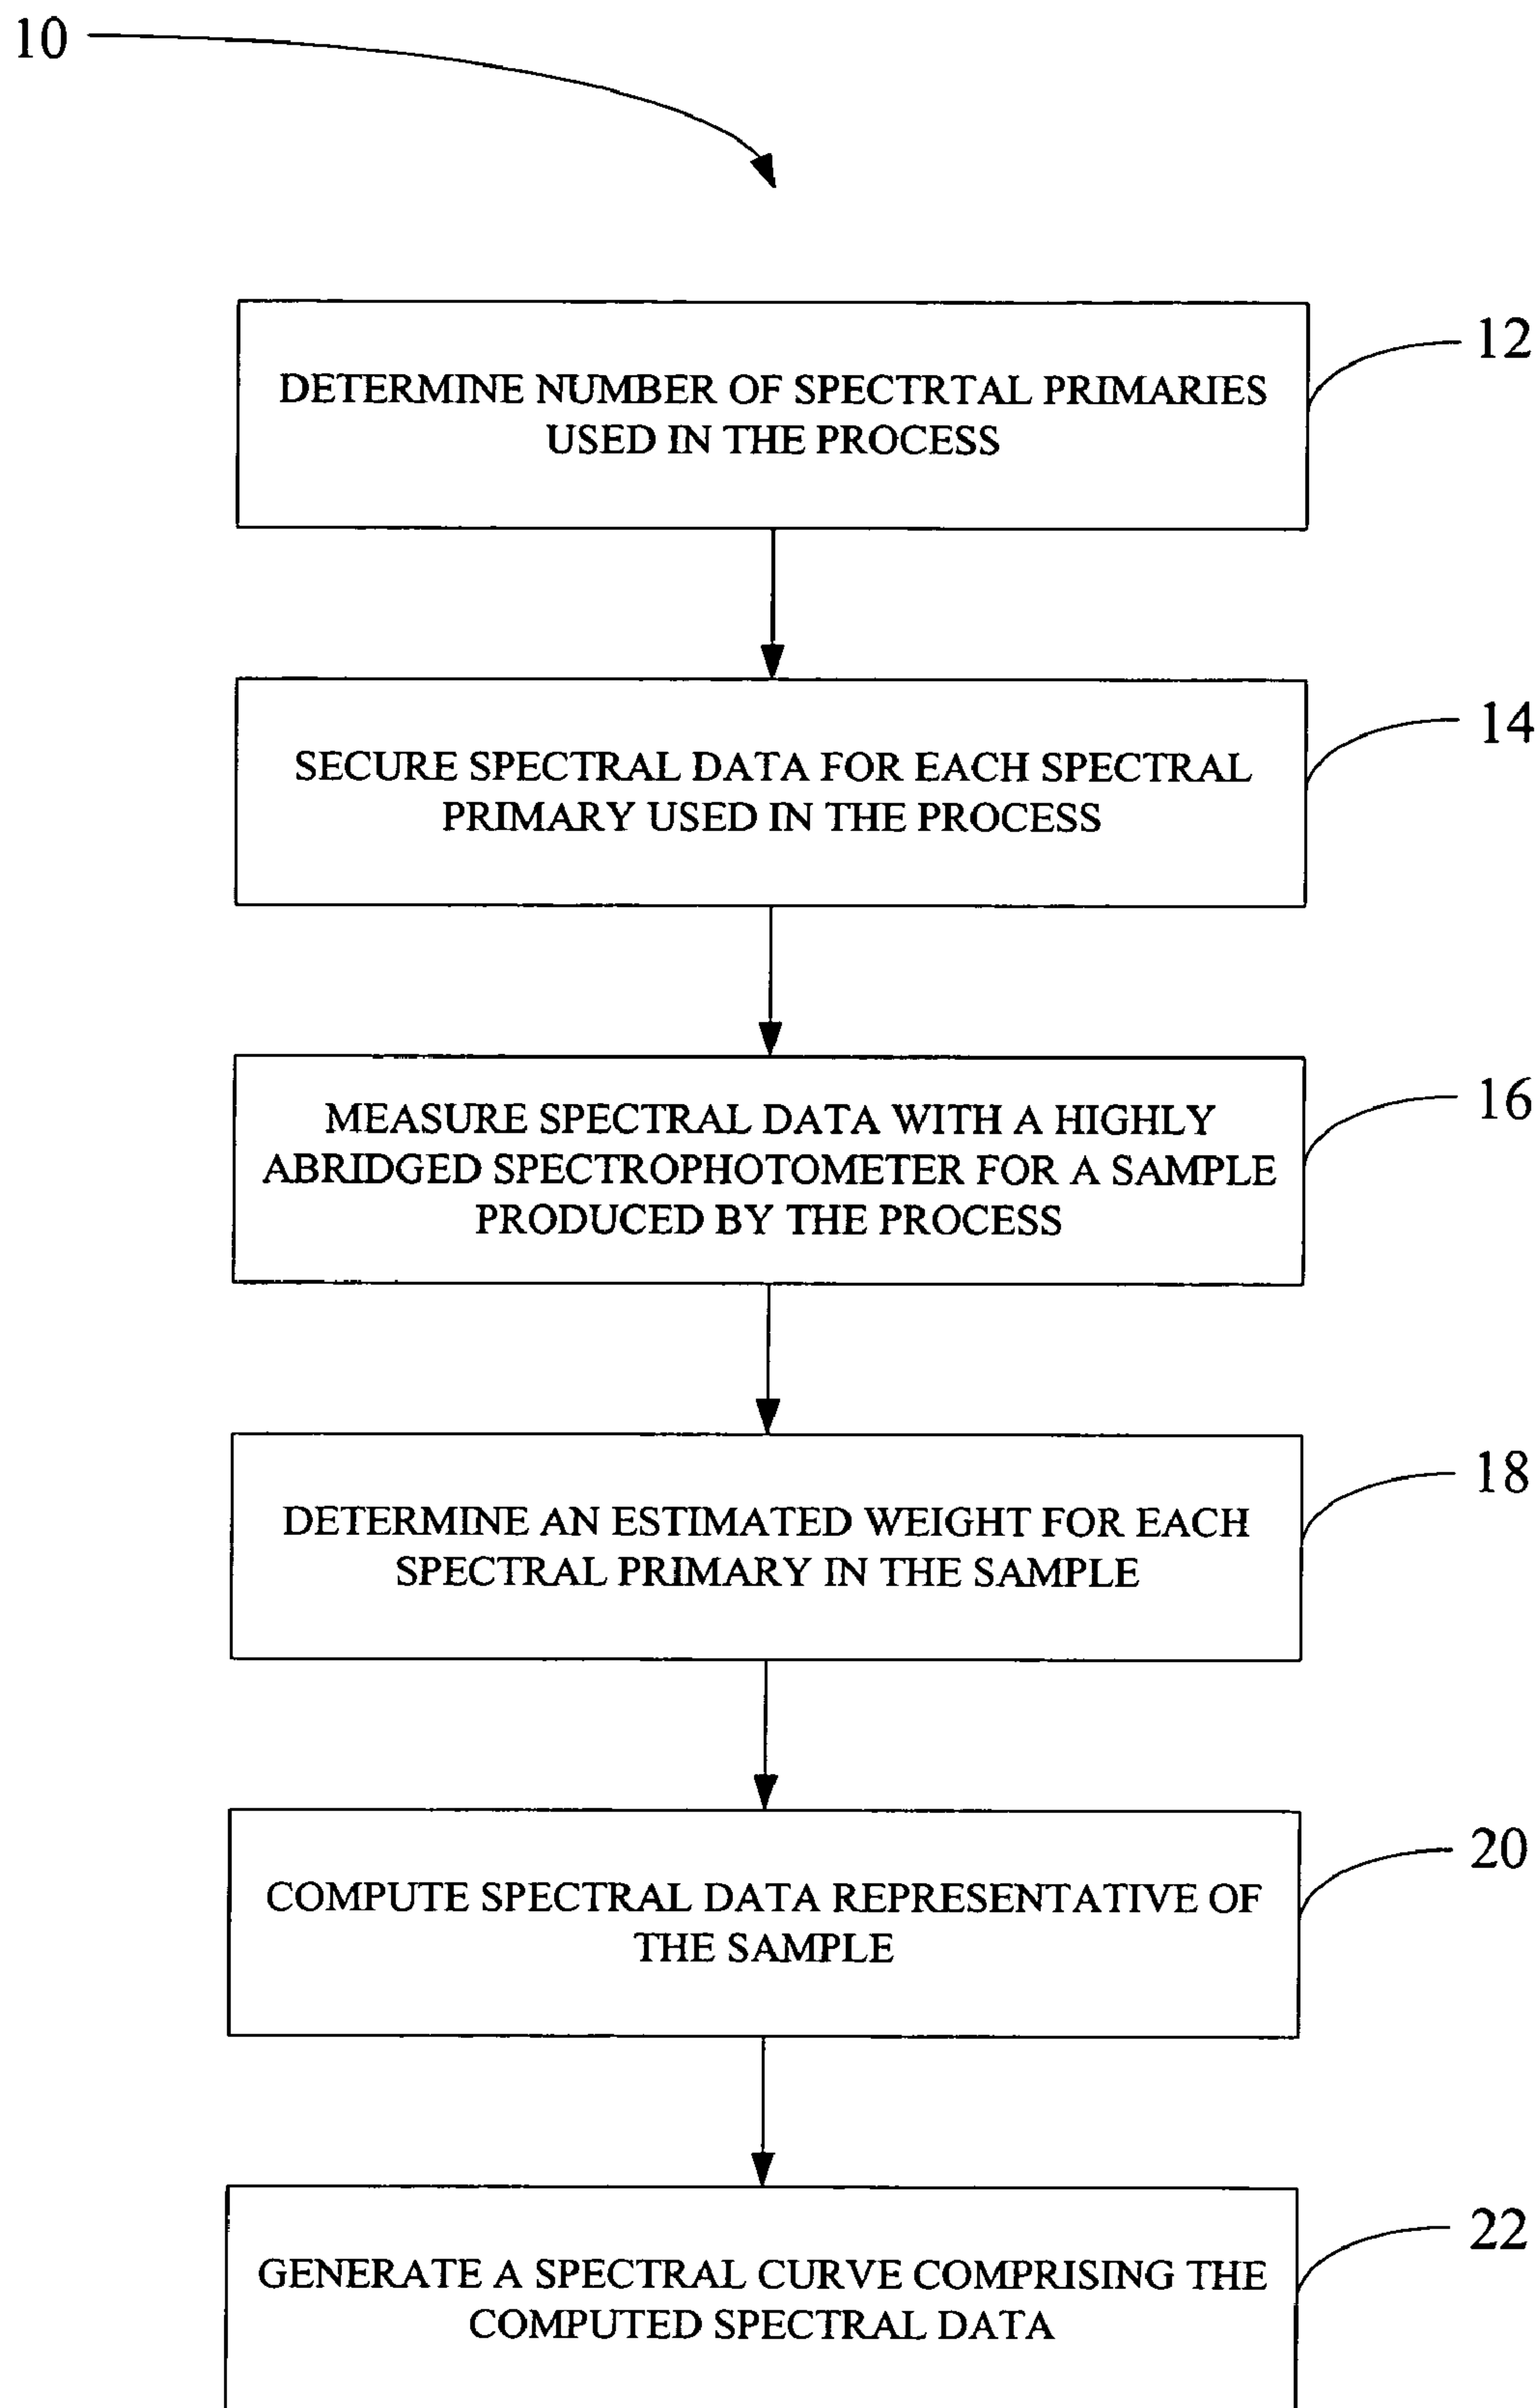 10
DETERMINE NUMBER OF SPECTRTAL PRIMARIES
USED IN THE PROCESS
12
SECURE SPECTRAL DATA FOR EACH SPECTRAL
PRIMARY USED IN THE PROCESS
14
MEASURE SPECTRAL DATA WITH A HIGHLY
ABRIDGED SPECTROPHOTOMETER FOR A SAMPLE
PRODUCED BY THE PROCESS
16
DETERMINE AN ESTIMATED WEIGHT FOR EACH
SPECTRAL PRIMARY IN THE SAMPLE
18
COMPUTE SPECTRAL DATA REPRESENTATIVE OF
THE SAMPLE
20
GENERATE A SPECTRAL CURVE COMPRISING THE
COMPUTED SPECTRAL DATA
22